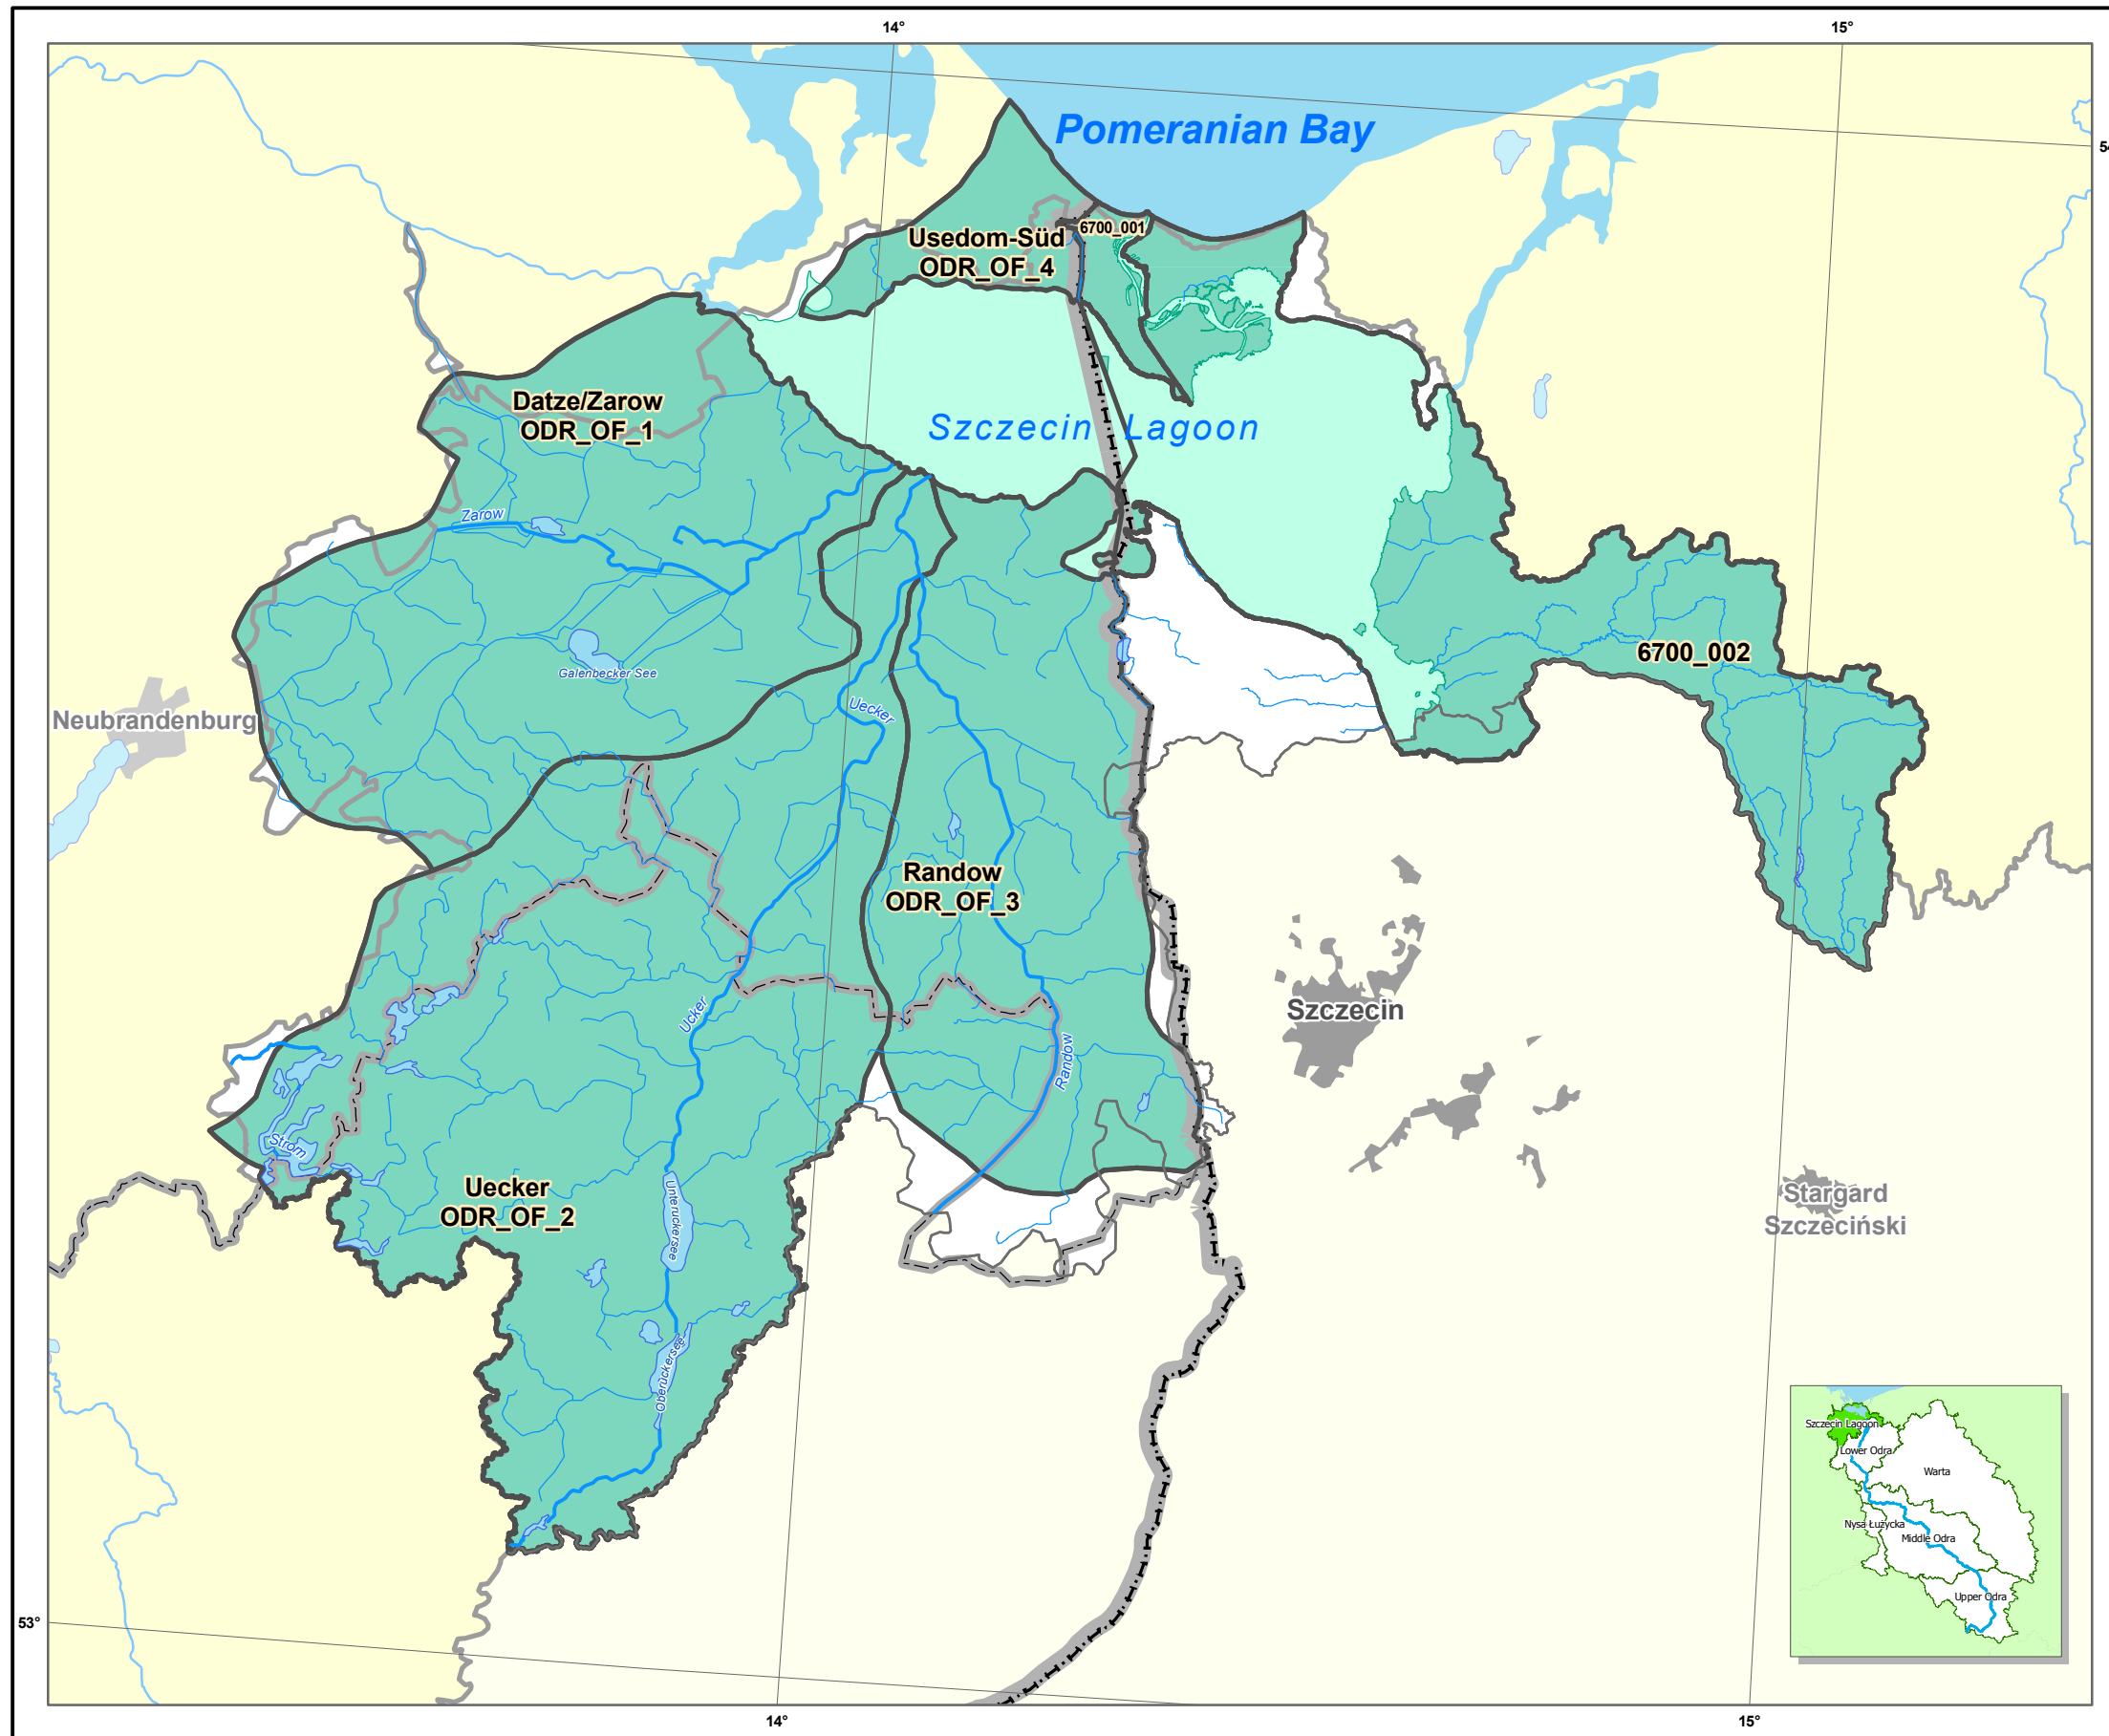 14°
15°
Pomeranian Bay
6700_001
Usedom-Süd
ODR_OF_4
Datze/Zarow
ODR_OF_1
Szczecin Lagoon
Zarow
6700_002
Galenbecker See
Uecker
Neubrandenburg
Randow
ODR_OF_3
Ucker
Szczecin
Randow
Strom
Uecker
ODR_OF_2
Unteruckersee
Stargard
Szczeciński
Oberuckersee
Szczecin Lagoon
Lower Odra
Warta
Nysa Łużycka
Middle Odra
Upper Odra
53°
14°
15°